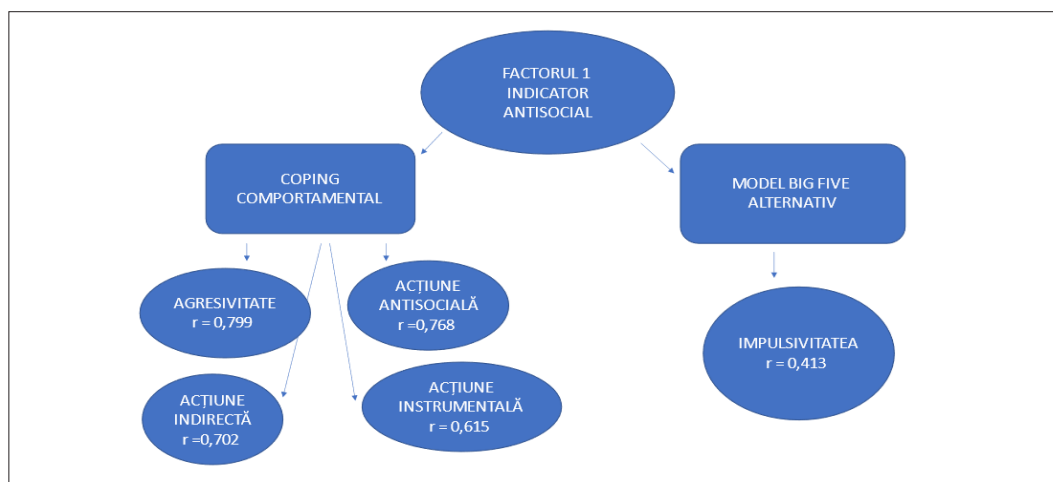 FACTORUL 1
INDICATOR
ANTISOCIAL
COPING
COMPORTAMENTAL
MODEL BIG FIVE
ALTERNATIV
AGRESIVITATE
r = 0,799
ACȚIUNE
ANTISOCIALĂ
r =0,768
ACȚIUNE
INDIRECTĂ
r =0,702
ACȚIUNE
INSTRUMENTALĂ
r = 0,615
IMPULSIVITATEA
r = 0,413